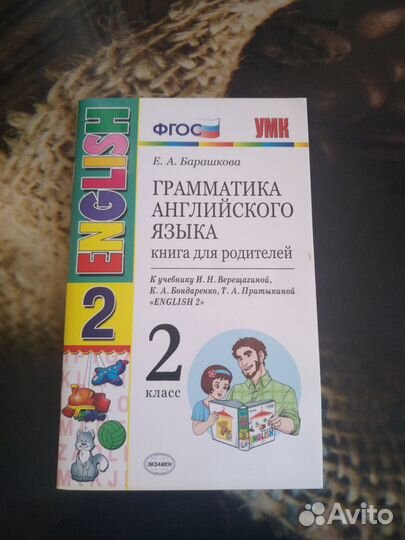 ENGLISH
2
ФГОС
УМК
Е. А. Барашкова
ГРАММАТИКА
АНГЛИЙСКОГО
ЯЗЫКА
книга для родителей
К учебнику И. Н. Верещагиной,
К. А. Бондаренко, Т. А. Притыкиной
«ENGLISH 2»
2
класс
ENGLISH
ЭКЗАМЕН
Avito